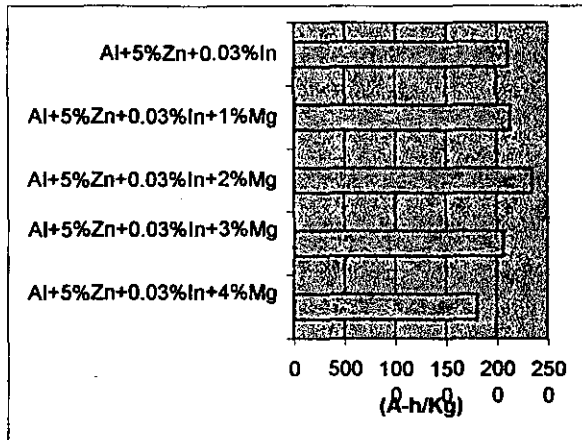 Al+5%Zn+0.03%In
Al+5%Zn+0.03%In+1%Mg
Al+5%Zn+0.03%In+2%Mg
Al+5%Zn+0.03%In+3%Mg
Al+5%Zn+0.03%In+4%Mg
0 500 100 150 200 250
0 0 0 0
(A-h/Kg)